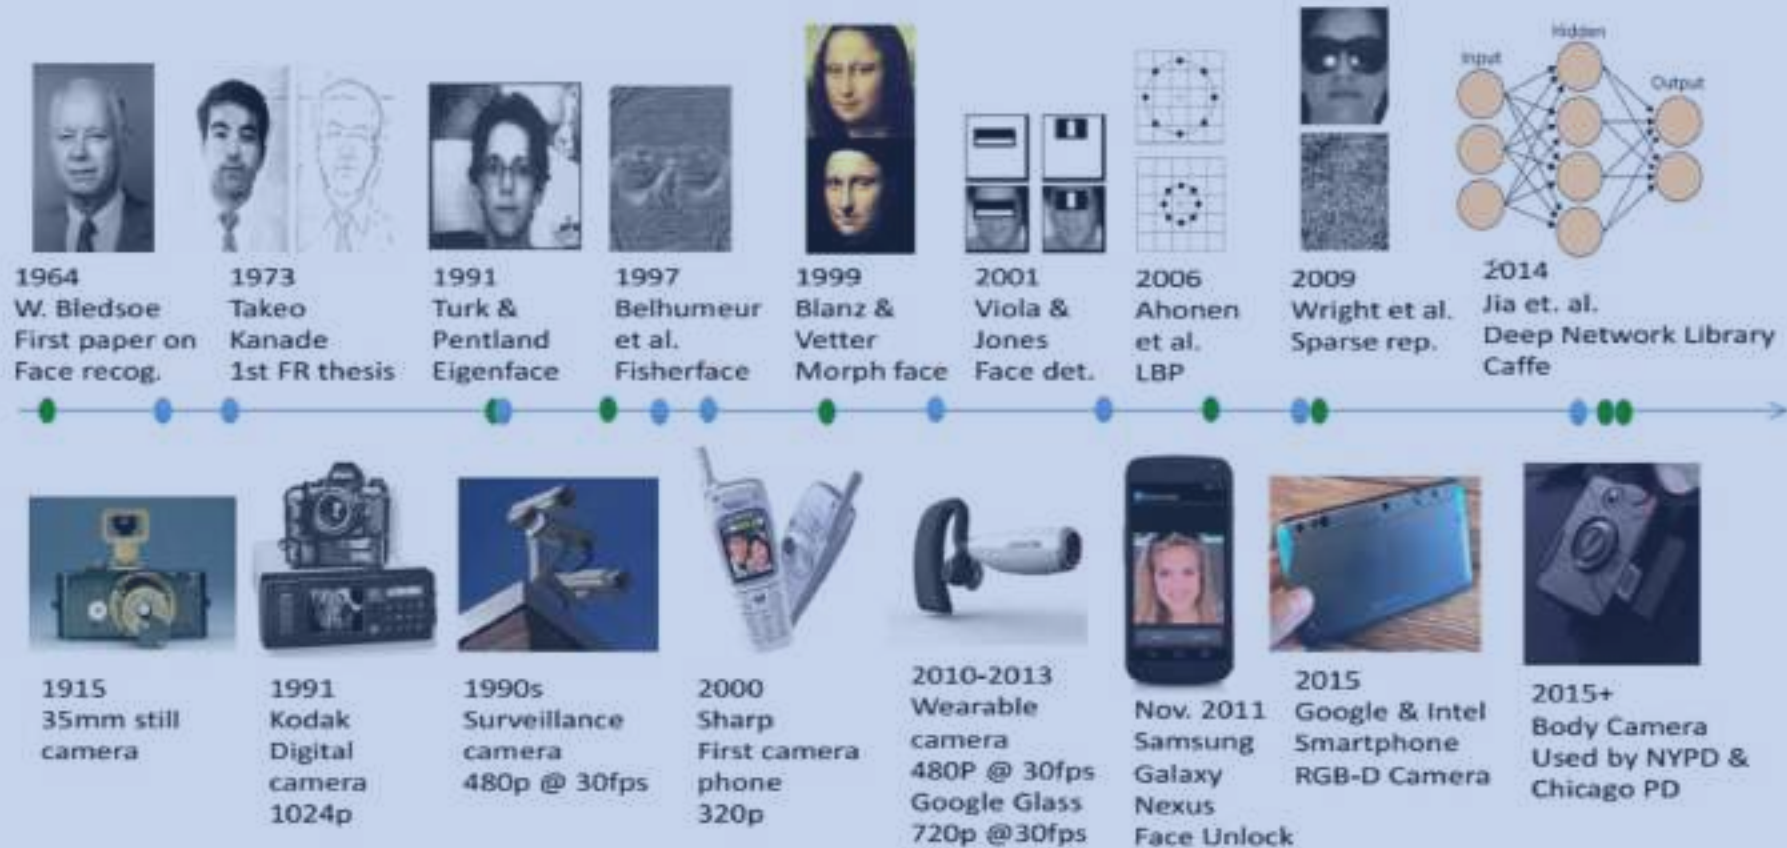 Input
Hidden
Output
1964
W. Bledsoe
First paper on
Face recog.
1973
Takeo
Kanade
1st FR thesis
1991
Turk &
Pentland
Eigenface
1997
Belhumeur
et al.
Fisherface
1999
Blanz &
Vetter
Morph face
2001
Viola &
Jones
Face det.
2006
Ahonen
et al.
LBP
2009
Wright et al.
Sparse rep.
2014
Jia et. al.
Deep Network Library
Caffe
1915
35mm still
camera
1991
Kodak
Digital
camera
1024p
1990s
Surveillance
camera
480p @ 30fps
2000
Sharp
First camera
phone
320p
2010-2013
Wearable
camera
480P @ 30fps
Google Glass
720p @30fps
Nov. 2011
Samsung
Galaxy
Nexus
Face Unlock
2015
Google & Intel
Smartphone
RGB-D Camera
2015+
Body Camera
Used by NYPD &
Chicago PD